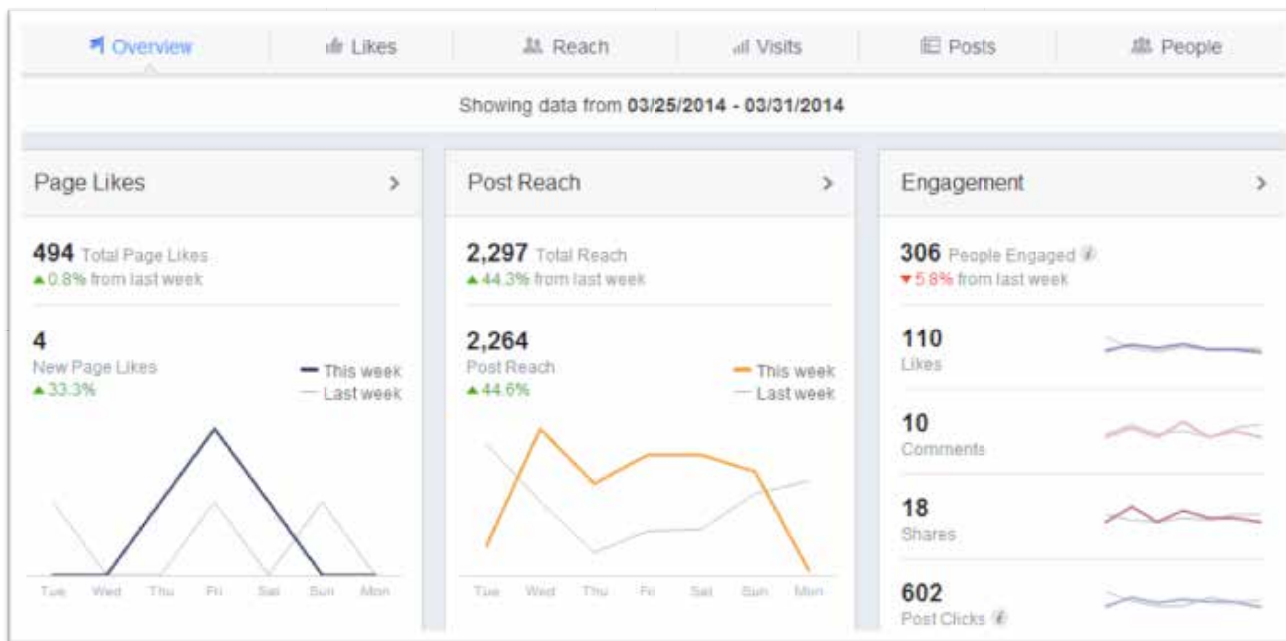 Overview Likes Reach Visits Posts People
Showing data from 03/25/2014 - 03/31/2014
Page Likes
494 Total Page Likes
0.8% from last week
4
New Page Likes
33.3%
This week
Last week
Tue Wed Thu Fri Sat Sun Mon
Post Reach
2,297 Total Reach
44.3% from last week
2,264
Post Reach
44.6%
This week
Last week
Tue Wed Thu Fri Sat Sun Mon
Engagement
306 People Engaged
5.8% from last week
110
Likes
10
Comments
18
Shares
602
Post Clicks